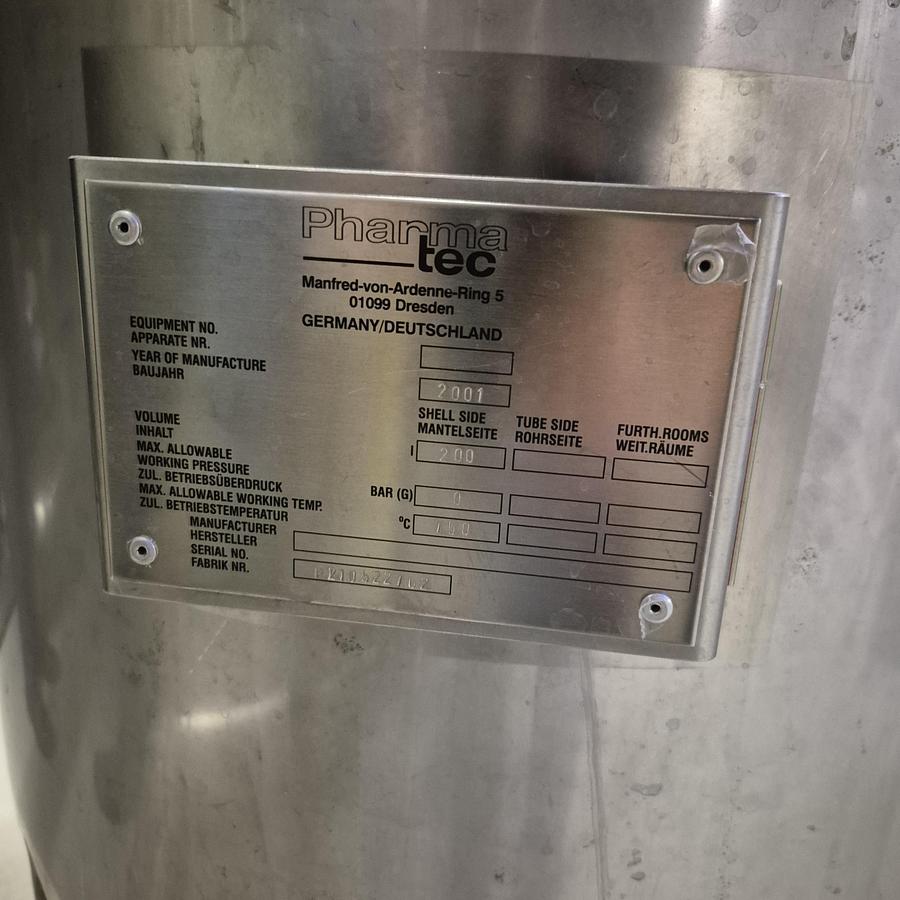 Pharma
tec
Manfred-von-Ardenne-Ring 5
01099 Dresden
GERMANY/DEUTSCHLAND
EQUIPMENT NO.
APPARATE NR.
YEAR OF MANUFACTURE
BAUJAHR
2001
SHELL SIDE TUBE SIDE FURTH.ROOMS
MANTELSEITE ROHRSEITE WEIT.RÄUME
VOLUME
INHALT l 200
MAX. ALLOWABLE
WORKING PRESSURE
ZUL. BETRIEBSÜBERDRUCK BAR (G) 0
MAX. ALLOWABLE WORKING TEMP.
ZUL. BETRIEBSTEMPERATUR ºC
MANUFACTURER
HERSTELLER
SERIAL NO.
FABRIK NR.